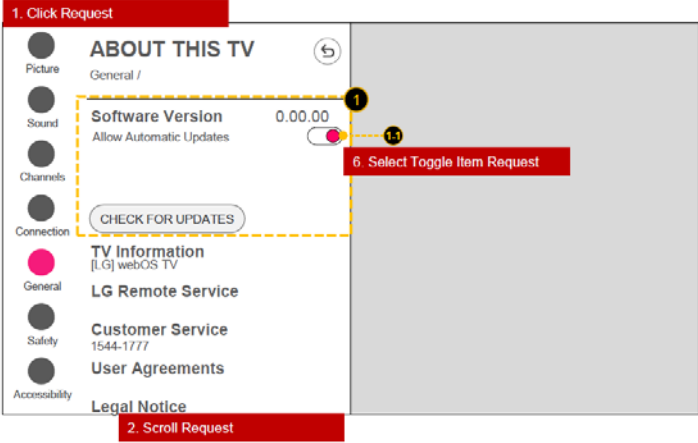 1. Click Request
ABOUT THIS TV
General /
Picture
Sound
Channels
Connection
General
Safety
Accessibility
1
Software Version 0.00.00
Allow Automatic Updates
1-1
6. Select Toggle Item Request
CHECK FOR UPDATES
TV Information
[LG] webOS TV
LG Remote Service
Customer Service
1544-1777
User Agreements
Legal Notice
2. Scroll Request